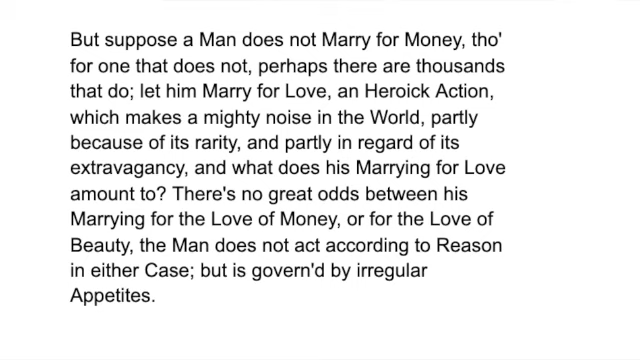 But suppose a Man does not Marry for Money, tho'
for one that does not, perhaps there are thousands
that do; let him Marry for Love, an Heroick Action,
which makes a mighty noise in the World, partly
because of its rarity, and partly in regard of its
extravagancy, and what does his Marrying for Love
amount to? There's no great odds between his
Marrying for the Love of Money, or for the Love of
Beauty, the Man does not act according to Reason
in either Case; but is govern'd by irregular
Appetites.